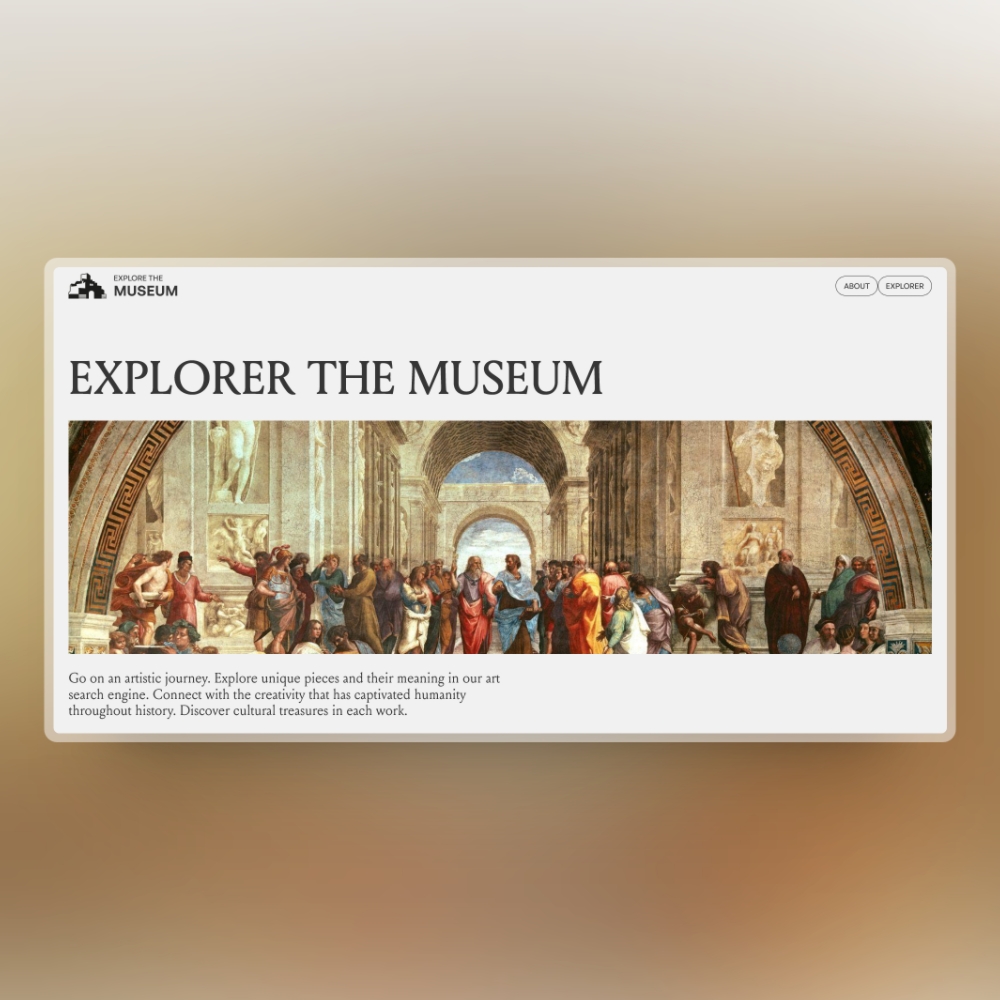 EXPLORE THE
MUSEUM
ABOUT
EXPLORER
EXPLORER THE MUSEUM
Go on an artistic journey. Explore unique pieces and their meaning in our art
search engine. Connect with the creativity that has captivated humanity
throughout history. Discover cultural treasures in each work.